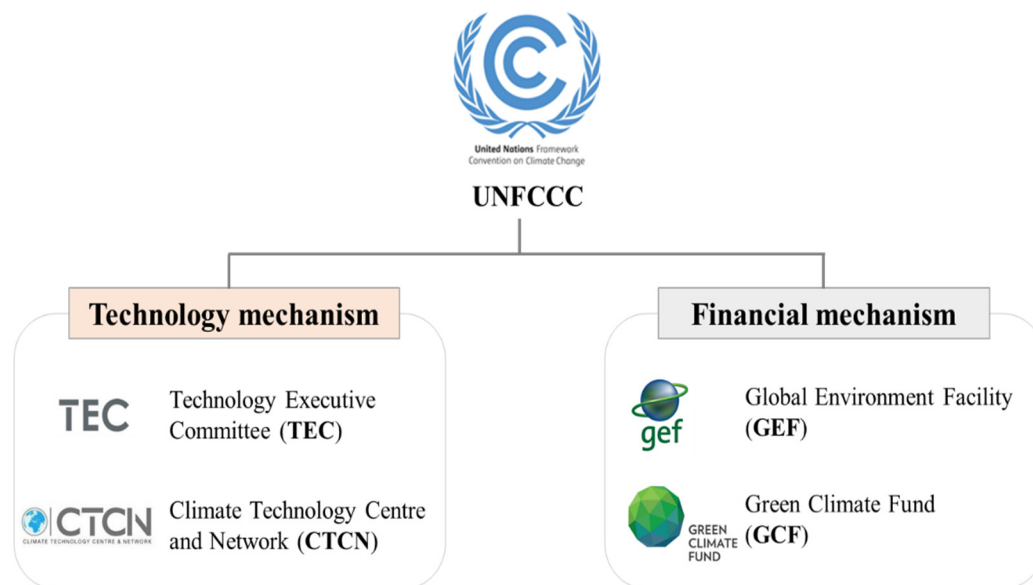 United Nations Framework
Convention on Climate Change
UNFCCC
Technology mechanism
TEC
Technology Executive
Committee (TEC)
CTCN
CLIMATE TECHNOLOGY CENTRE & NETWORK
Climate Technology Centre
and Network (CTCN)
Financial mechanism
gef
Global Environment Facility
(GEF)
GREEN
CLIMATE
FUND
Green Climate Fund
(GCF)